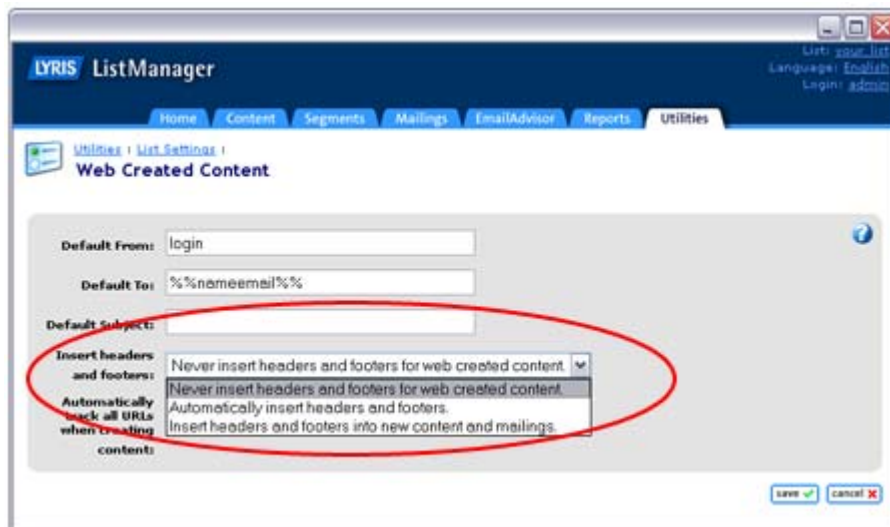 List: your_list
Language: English
Login: admin
LYRIS ListManager
Home Content Segments Mailings EmailAdvisor Reports Utilities
Utilities : List Settings :
Web Created Content
?
Default From: login
Default To: %%nameemail%%
Default Subject:
Insert headers and footers: Never insert headers and footers for web created content.
Never insert headers and footers for web created content.
Automatically insert headers and footers.
Insert headers and footers into new content and mailings.
Automatically
track all URLs
when creating
content:
save cancel